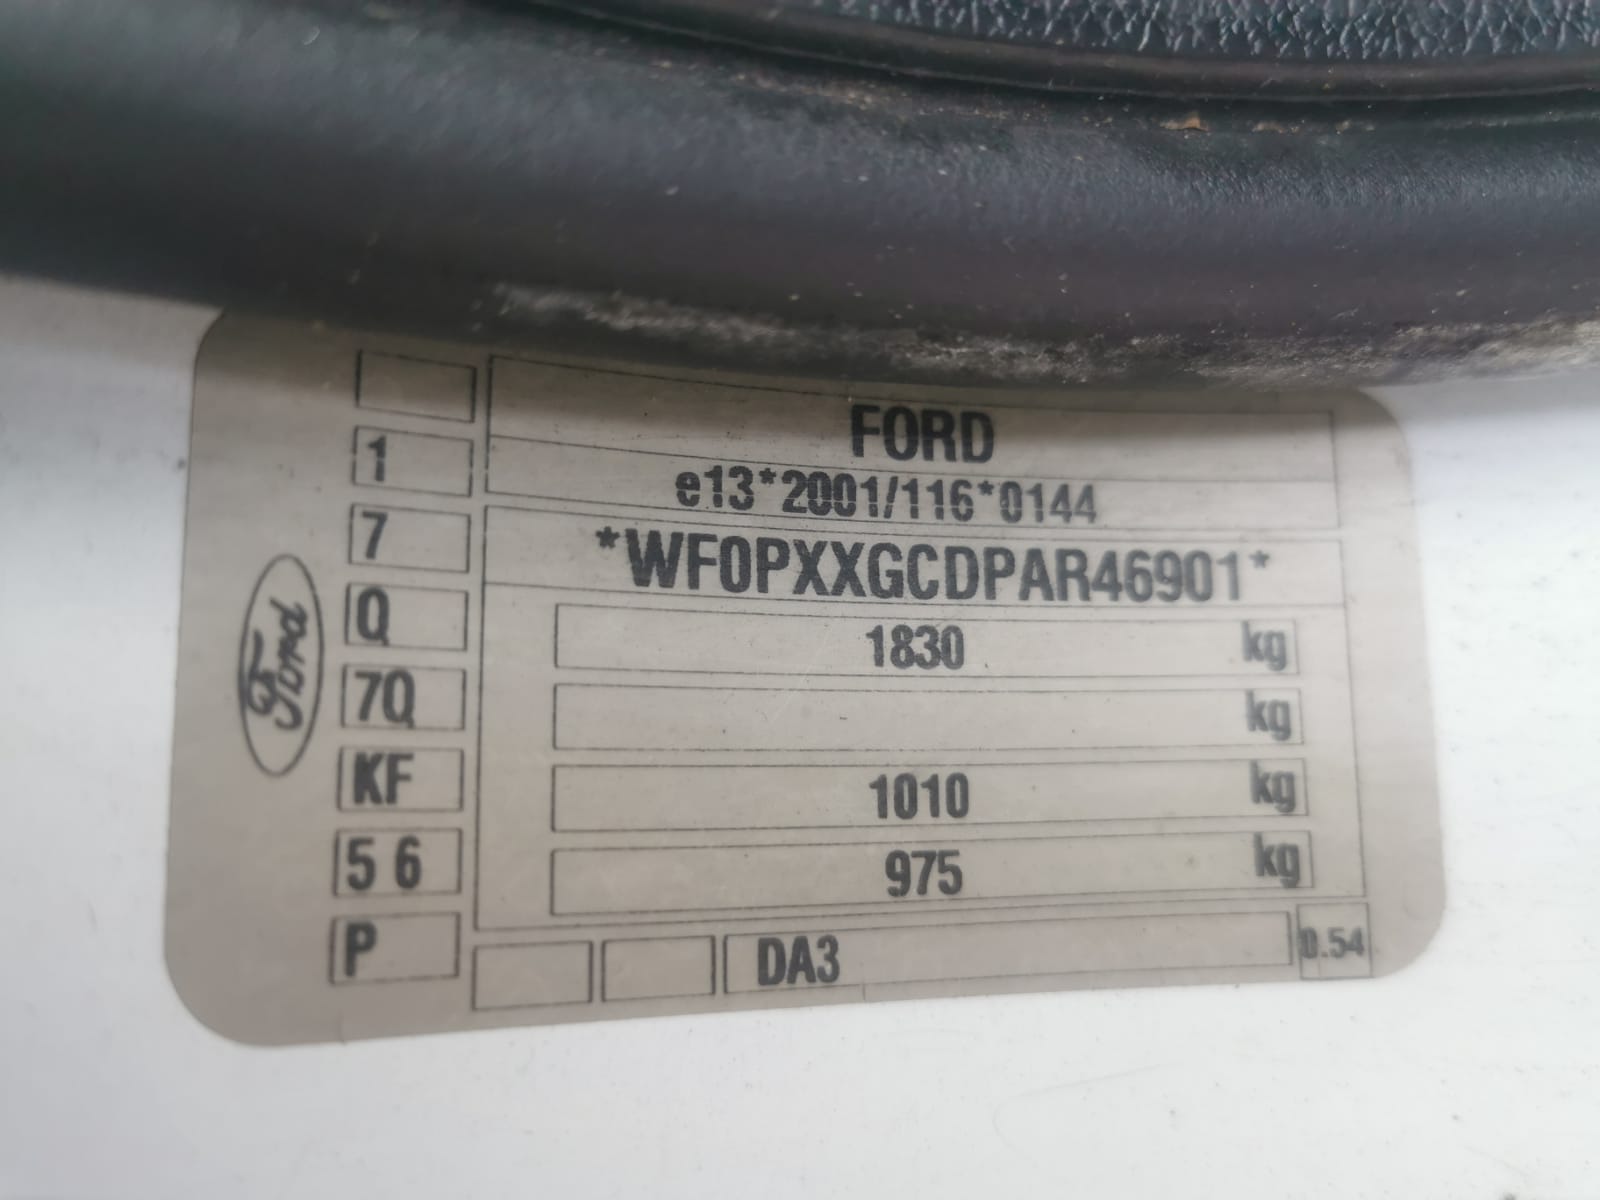 FORD
1
e13*2001/116*0144
7
*WF0PXXGCDPAR46901*
Q
1830 kg
7Q
kg
KF
1010 kg
5 6
975 kg
P
DA3
0.54
Ford